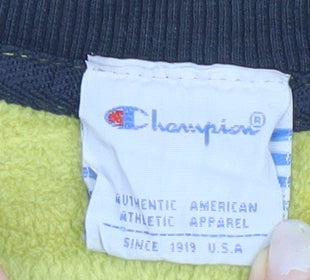 Champion®
AUTHENTIC AMERICAN
ATHLETIC APPAREL
SINCE 1919 U.S.A